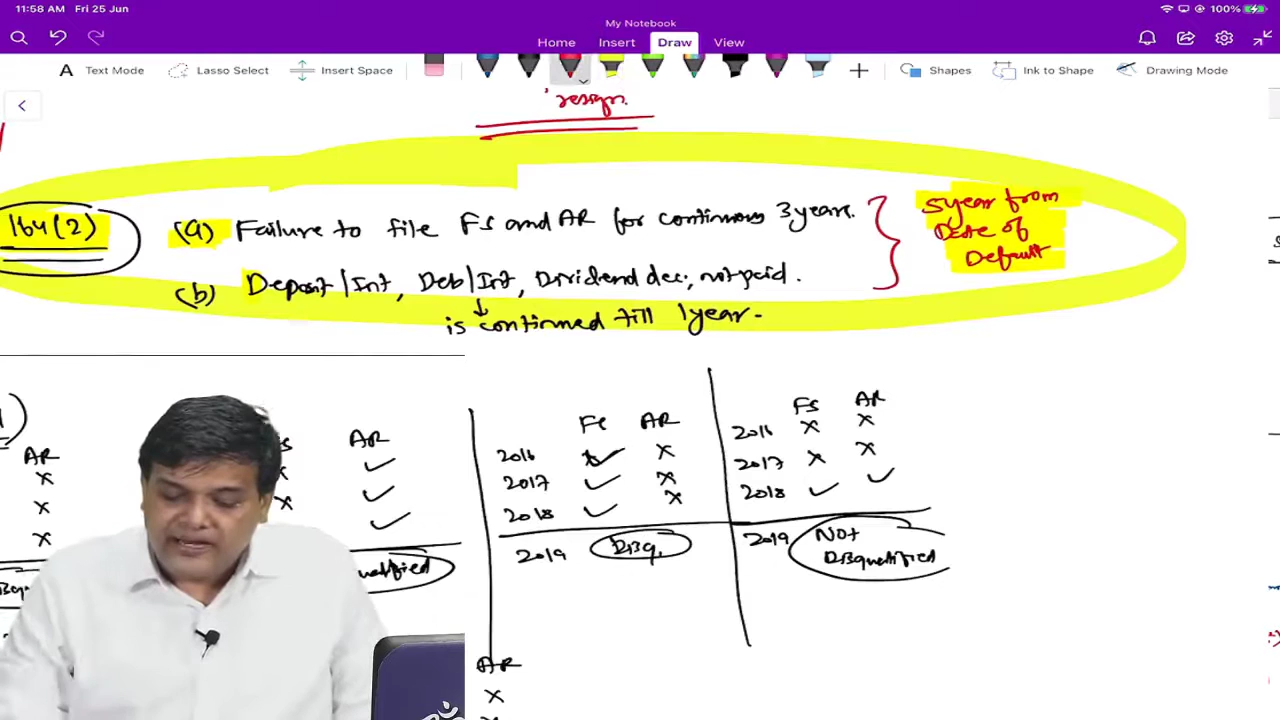 11:58 AM Fri 25 Jun
100%
My Notebook
Home Insert Draw View
Text Mode Lasso Select Insert Space Shapes Ink to Shape Drawing Mode
resign.
164(2)
(a) Failure to file FS and AR for continuous 3 years.
(b) Deposit/Int, Deb/Int, Dividend dec, not paid.
is continued till 1 year.
5 year from
Date of
Default
AR
x
x
x
AR
✓
✓
✓
x
x
FS AR
2016 ✓ x
2017 ✓ x
2018 ✓ x
2019 Disq.
FS AR
2016 x x
2017 x x
2018 ✓ ✓
2019 Not
Disqualified
AR
x
x